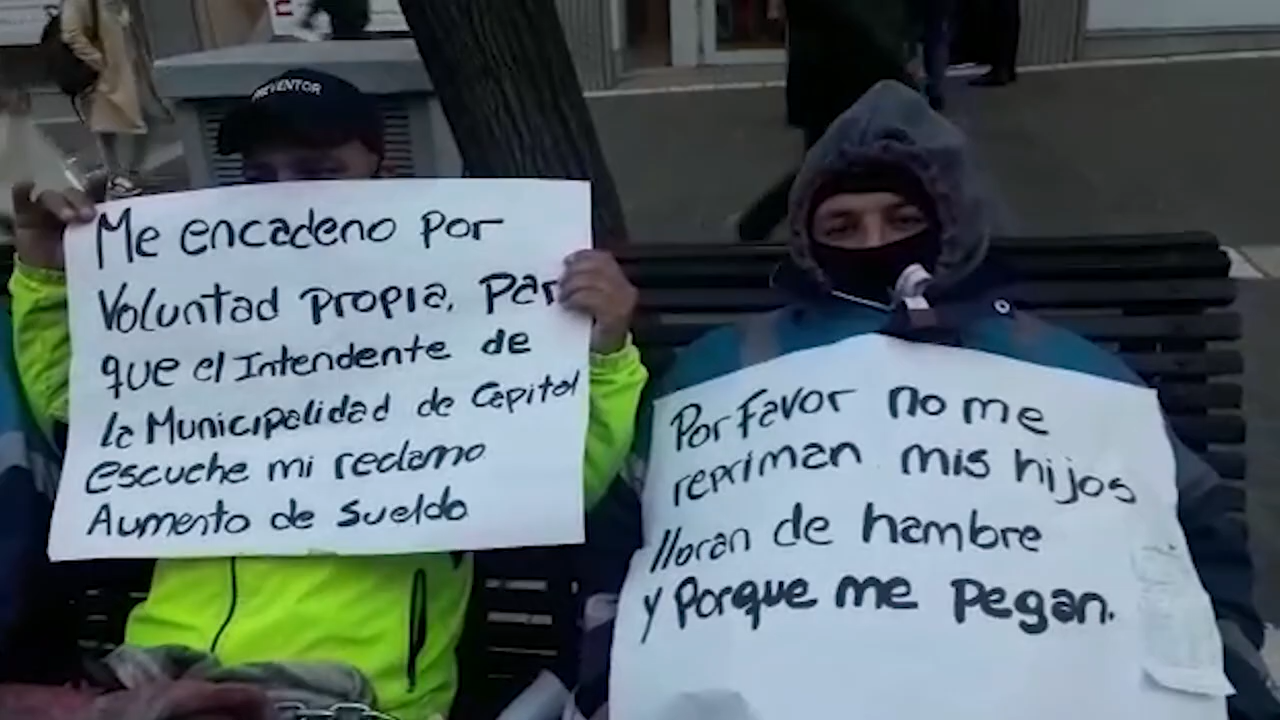 PREVENTOR
Me encadeno por
Voluntad propia, par
que el Intendente de
la Municipalidad de Capitol
escuche mi reclamo
Aumento de Sueldo
Por Favor no me
repriman mis hijos
lloran de hambre
y Porque me Pegan.